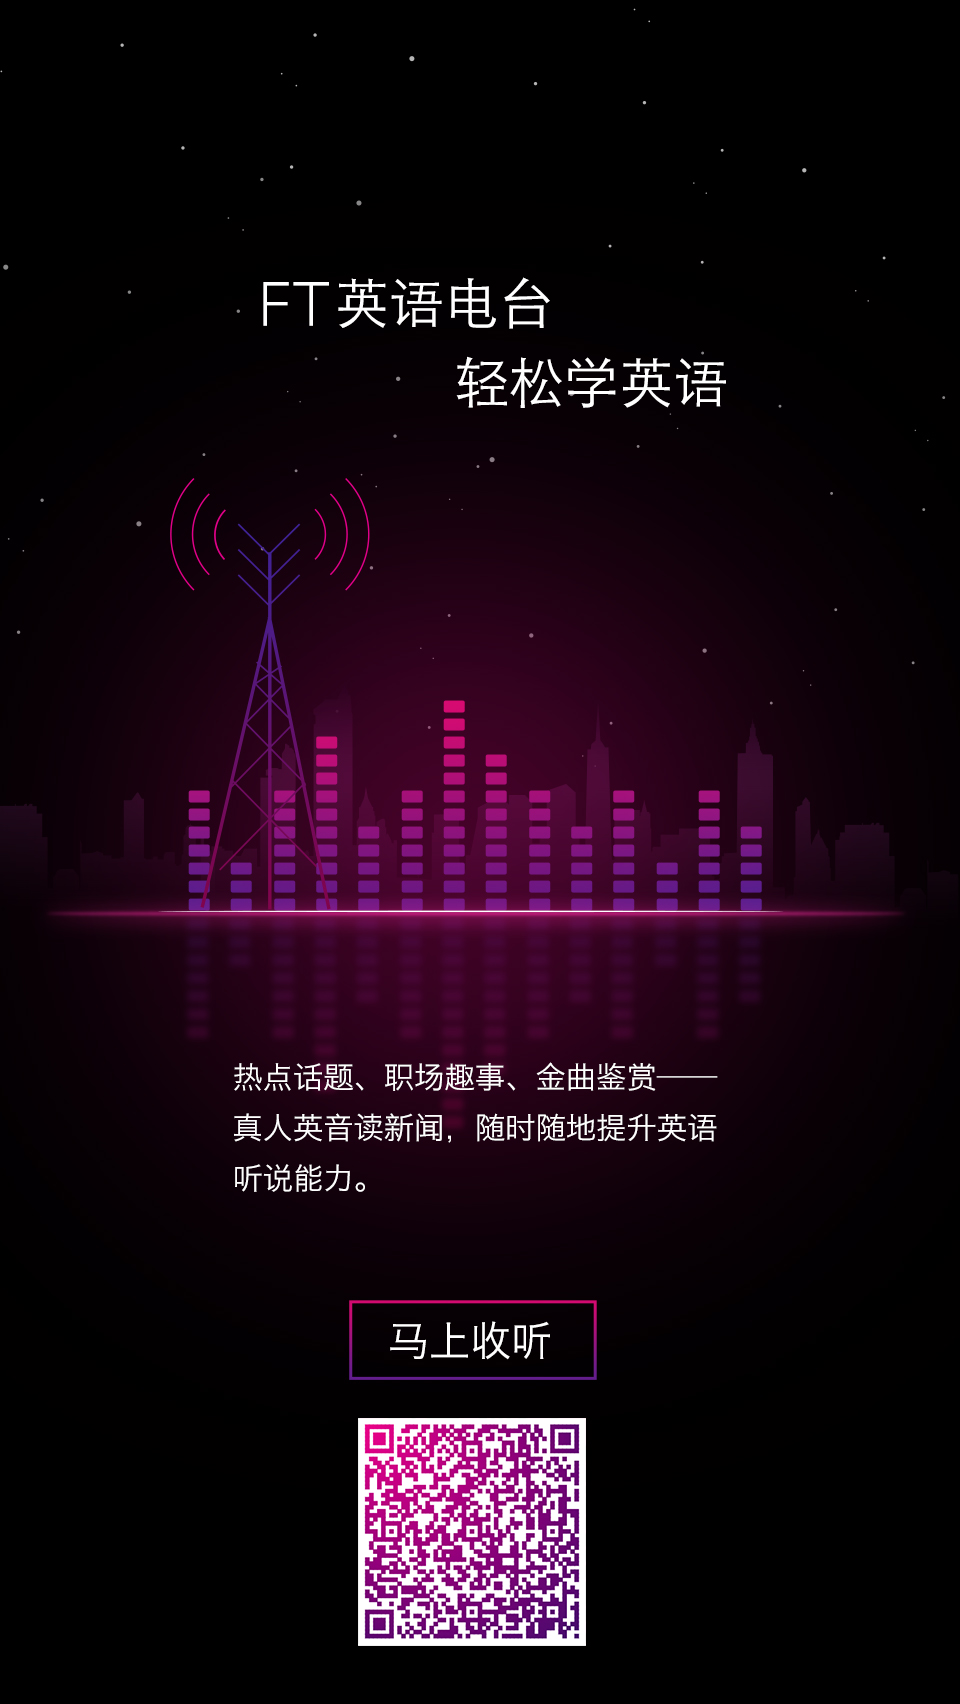 FT英语电台
轻松学英语
热点话题、职场趣事、金曲鉴赏——
真人英音读新闻，随时随地提升英语
听说能力。
马上收听